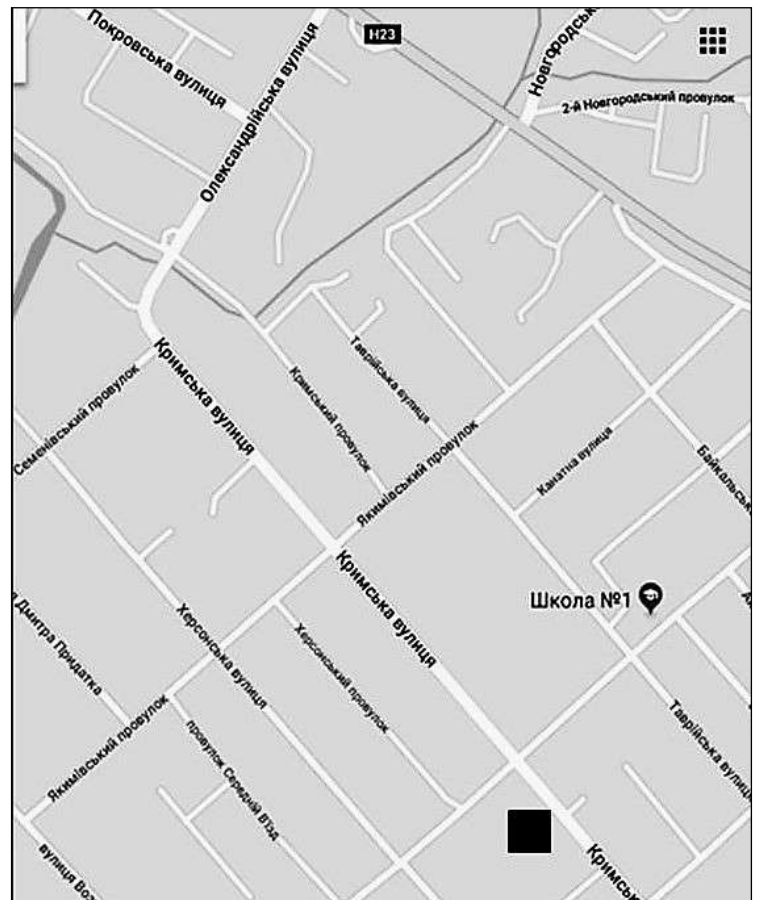 Покровська вулиця
H23
Новгородськ
2-й Новгородський провулок
Олександрійська вулиця
Кримська вулиця
Таврійська вулиця
Кримський провулок
Семенівський провулок
Якимівський провулок
Канатна вулиця
Байкальськ
Школа №1
Кримська вулиця
Дмитра Придатка
Херсонська вулиця
Херсонський провулок
Якимівський провулок
провулок Середній В'їзд
Таврійська вулиця
вулиця Воз
Кримськ